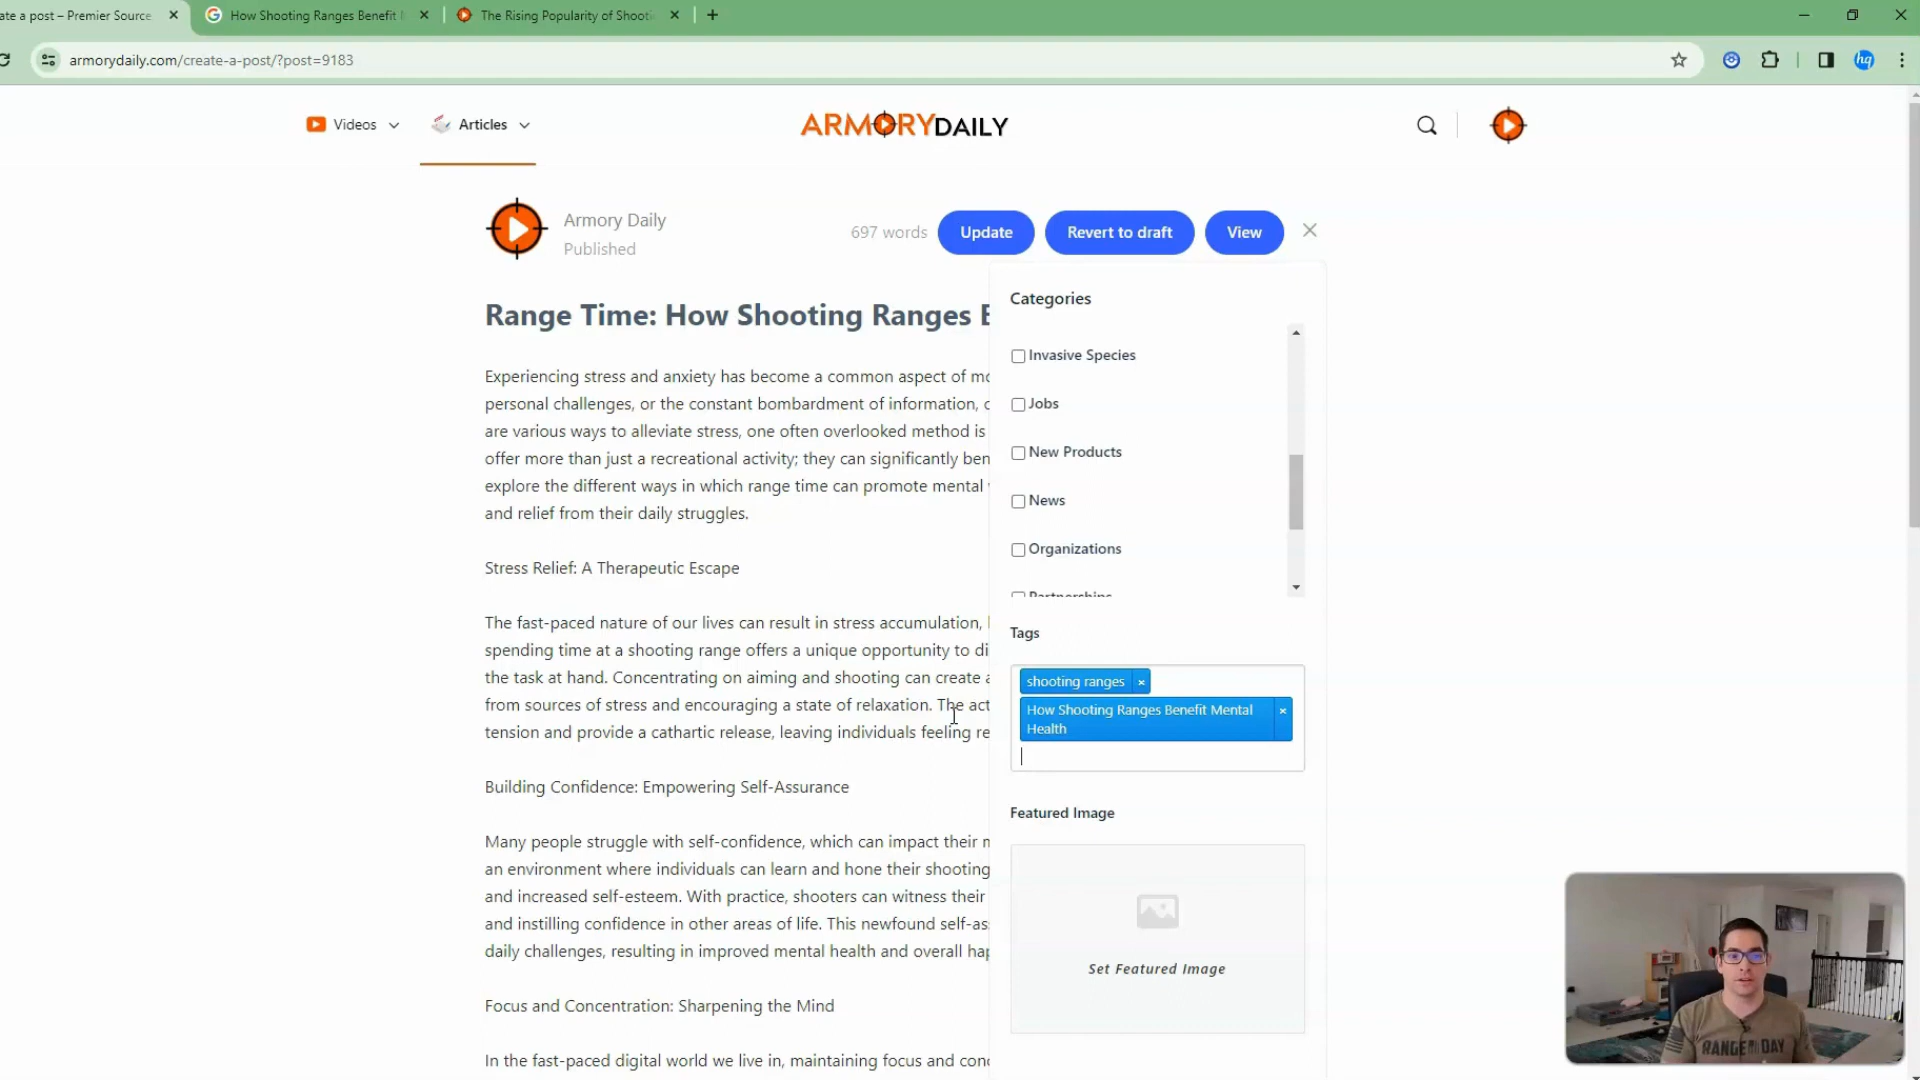 ate a post – Premier Source
How Shooting Ranges Benefit
The Rising Popularity of Shooti
armorydaily.com/create-a-post/?post=9183
hq
Videos
Articles
ARMORYDAILY
Armory Daily
Published
697 words
Update
Revert to draft
View
Range Time: How Shooting Ranges B
Experiencing stress and anxiety has become a common aspect of mo
personal challenges, or the constant bombardment of information,
are various ways to alleviate stress, one often overlooked method is
offer more than just a recreational activity; they can significantly ben
explore the different ways in which range time can promote mental
and relief from their daily struggles.
Stress Relief: A Therapeutic Escape
The fast-paced nature of our lives can result in stress accumulation,
spending time at a shooting range offers a unique opportunity to di
the task at hand. Concentrating on aiming and shooting can create a
from sources of stress and encouraging a state of relaxation. The act
tension and provide a cathartic release, leaving individuals feeling re
Building Confidence: Empowering Self-Assurance
Many people struggle with self-confidence, which can impact their m
an environment where individuals can learn and hone their shooting
and increased self-esteem. With practice, shooters can witness their
and instilling confidence in other areas of life. This newfound self-as
daily challenges, resulting in improved mental health and overall hap
Focus and Concentration: Sharpening the Mind
In the fast-paced digital world we live in, maintaining focus and conc
Categories
Invasive Species
Jobs
New Products
News
Organizations
Partnerships
Tags
shooting ranges ×
How Shooting Ranges Benefit Mental ×
Health
Featured Image
Set Featured Image
RANGE DAY